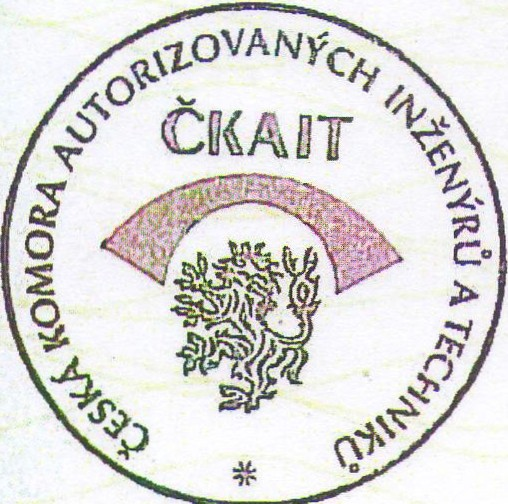 ČESKÁ KOMORA AUTORIZOVANÝCH INŽENÝRŮ A TECHNIKŮ
ČKAIT
*